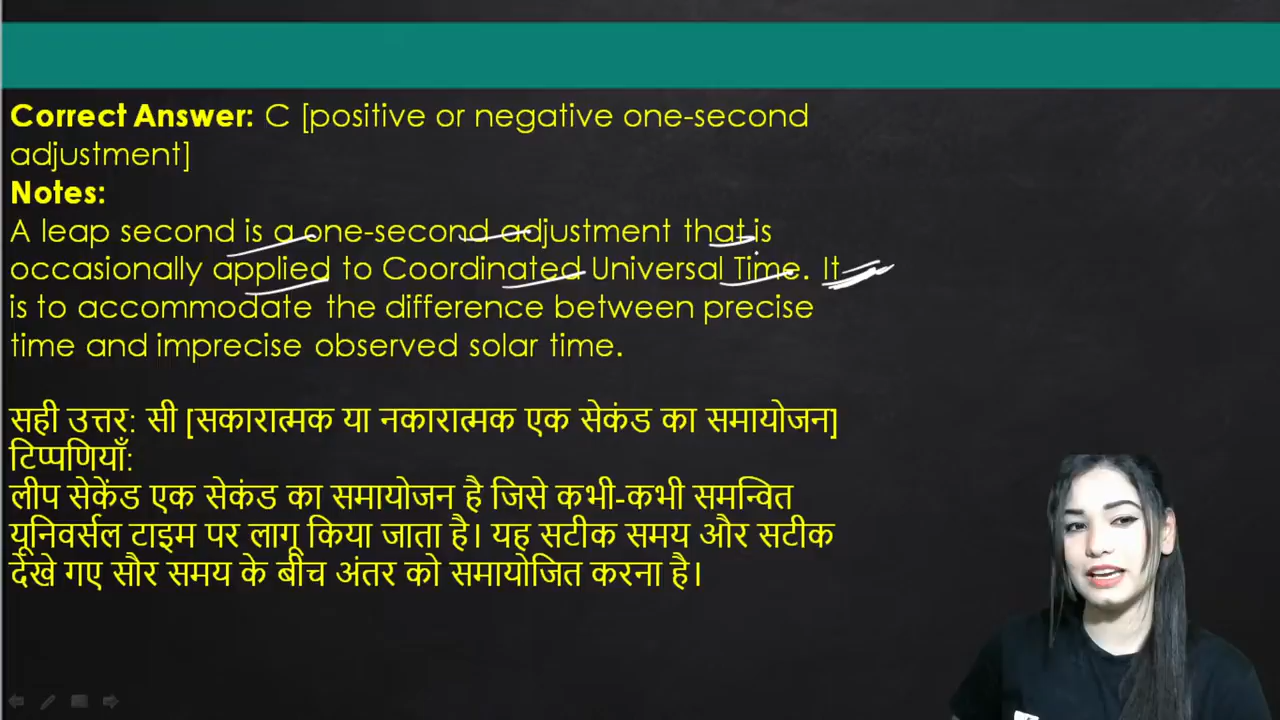 Correct Answer: C [positive or negative one-second
adjustment]
Notes:
A leap second is a one-second adjustment that is
occasionally applied to Coordinated Universal Time. It
is to accommodate the difference between precise
time and imprecise observed solar time.
सही उत्तर: सी [सकारात्मक या नकारात्मक एक सेकंड का समायोजन]
टिप्पणियाँ:
लीप सेकेंड एक सेकंड का समायोजन है जिसे कभी-कभी समन्वित
यूनिवर्सल टाइम पर लागू किया जाता है। यह सटीक समय और सटीक
देखे गए सौर समय के बीच अंतर को समायोजित करना है।